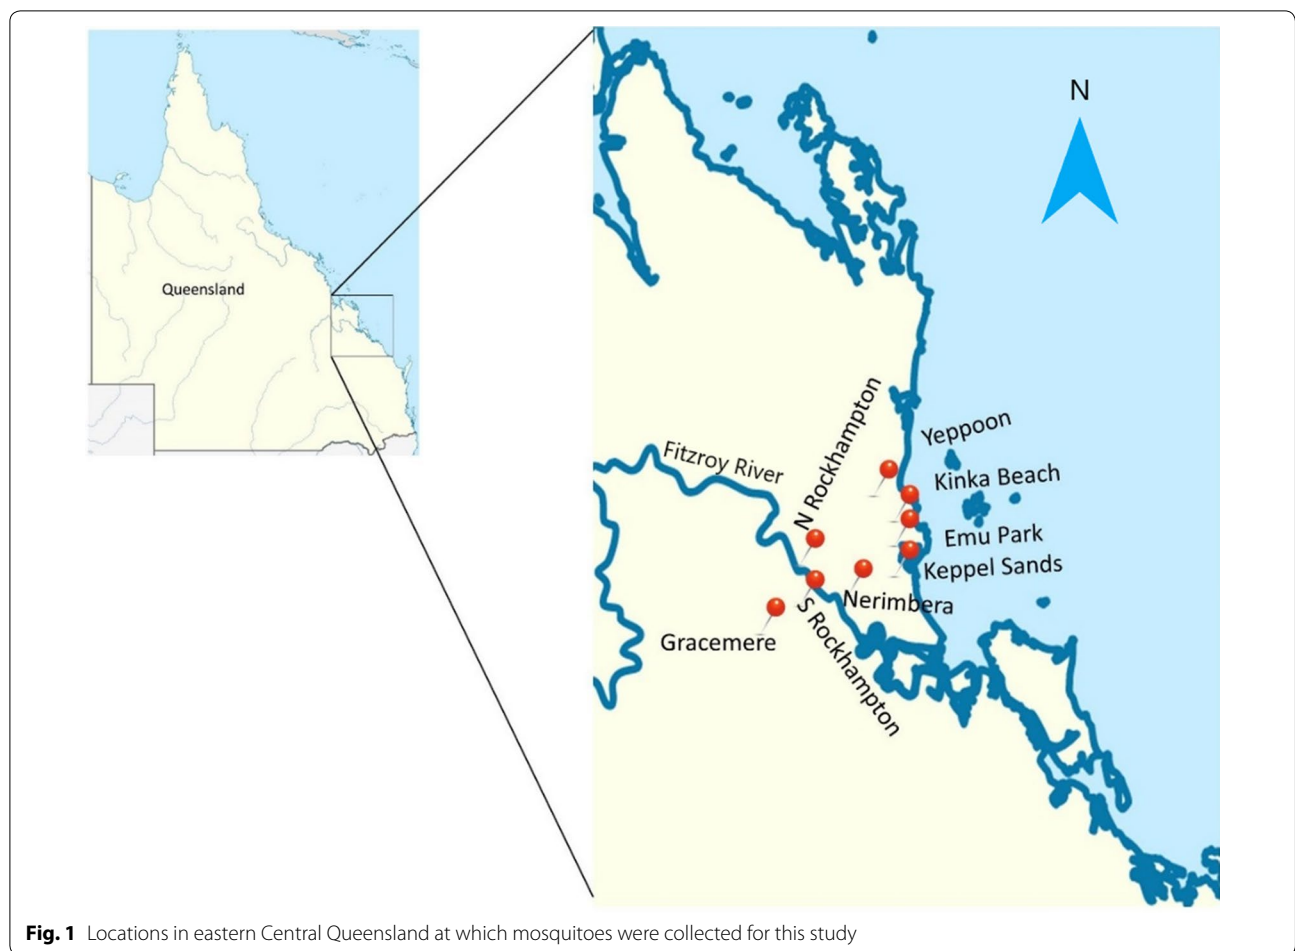 Queensland
N
Yeppoon
N Rockhampton
Fitzroy River
Kinka Beach
Emu Park
Keppel Sands
Nerimbera
S Rockhampton
Gracemere
Fig. 1 Locations in eastern Central Queensland at which mosquitoes were collected for this study